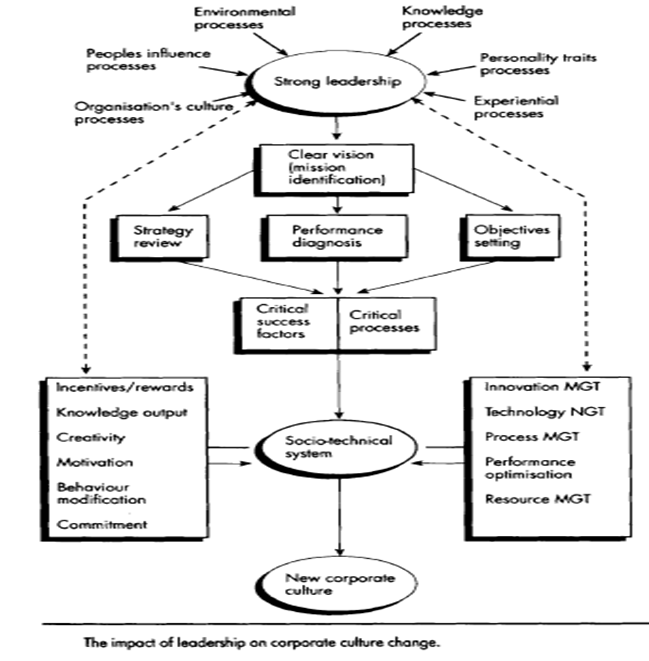 Environmental
processes
Knowledge
processes
Peoples influence
processes
Strong leadership
Personality traits
processes
Organisation's culture
processes
Experiential
processes
Clear vision
(mission
identification)
Strategy
review
Performance
diagnosis
Objectives
setting
Critical
success
factors
Critical
processes
Incentives/rewards
Knowledge output
Creativity
Motivation
Behaviour
modification
Commitment
Socio-technical
system
Innovation MGT
Technology NGT
Process MGT
Performance
optimisation
Resource MGT
New corporate
culture
The impact of leadership on corporate culture change.